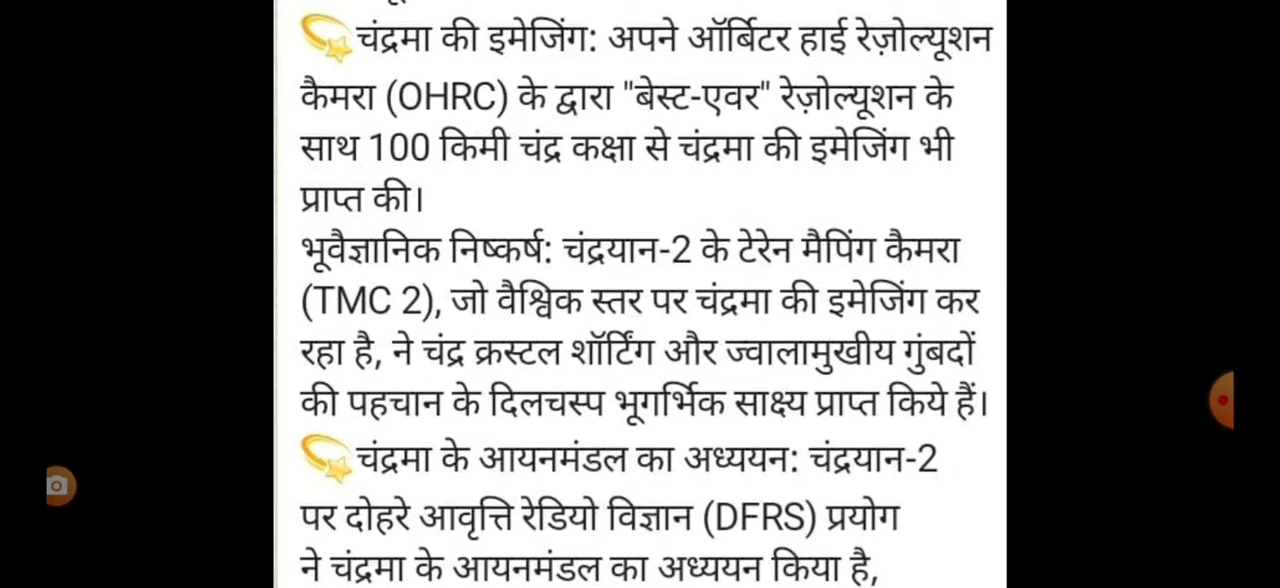 चंद्रमा की इमेजिंग: अपने ऑर्बिटर हाई रेज़ोल्यूशन
कैमरा (OHRC) के द्वारा "बेस्ट-एवर" रेज़ोल्यूशन के
साथ 100 किमी चंद्र कक्षा से चंद्रमा की इमेजिंग भी
प्राप्त की।
भूवैज्ञानिक निष्कर्ष: चंद्रयान-2 के टेरेन मैपिंग कैमरा
(TMC 2), जो वैश्विक स्तर पर चंद्रमा की इमेजिंग कर
रहा है, ने चंद्र क्रस्टल शॉर्टिंग और ज्वालामुखीय गुंबदों
की पहचान के दिलचस्प भूगर्भिक साक्ष्य प्राप्त किये हैं।
चंद्रमा के आयनमंडल का अध्ययन: चंद्रयान-2
पर दोहरे आवृत्ति रेडियो विज्ञान (DFRS) प्रयोग
ने चंद्रमा के आयनमंडल का अध्ययन किया है,